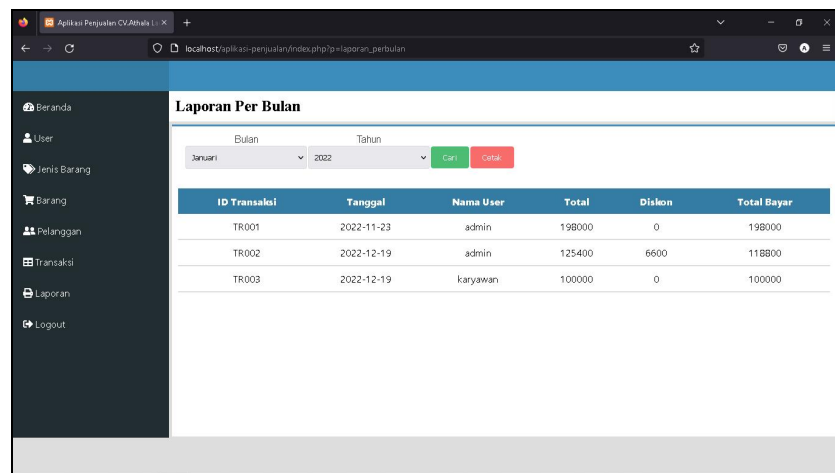 Aplikasi Penjualan CV.Athala La
localhost/aplikasi-penjualan/index.php?p=laporan_perbulan
Beranda
User
Jenis Barang
Barang
Pelanggan
Transaksi
Laporan
Logout
Laporan Per Bulan
Bulan Tahun
Januari 2022 Cari Cetak
ID Transaksi Tanggal Nama User Total Diskon Total Bayar
TR001 2022-11-23 admin 198000 0 198000
TR002 2022-12-19 admin 125400 6600 118800
TR003 2022-12-19 karyawan 100000 0 100000